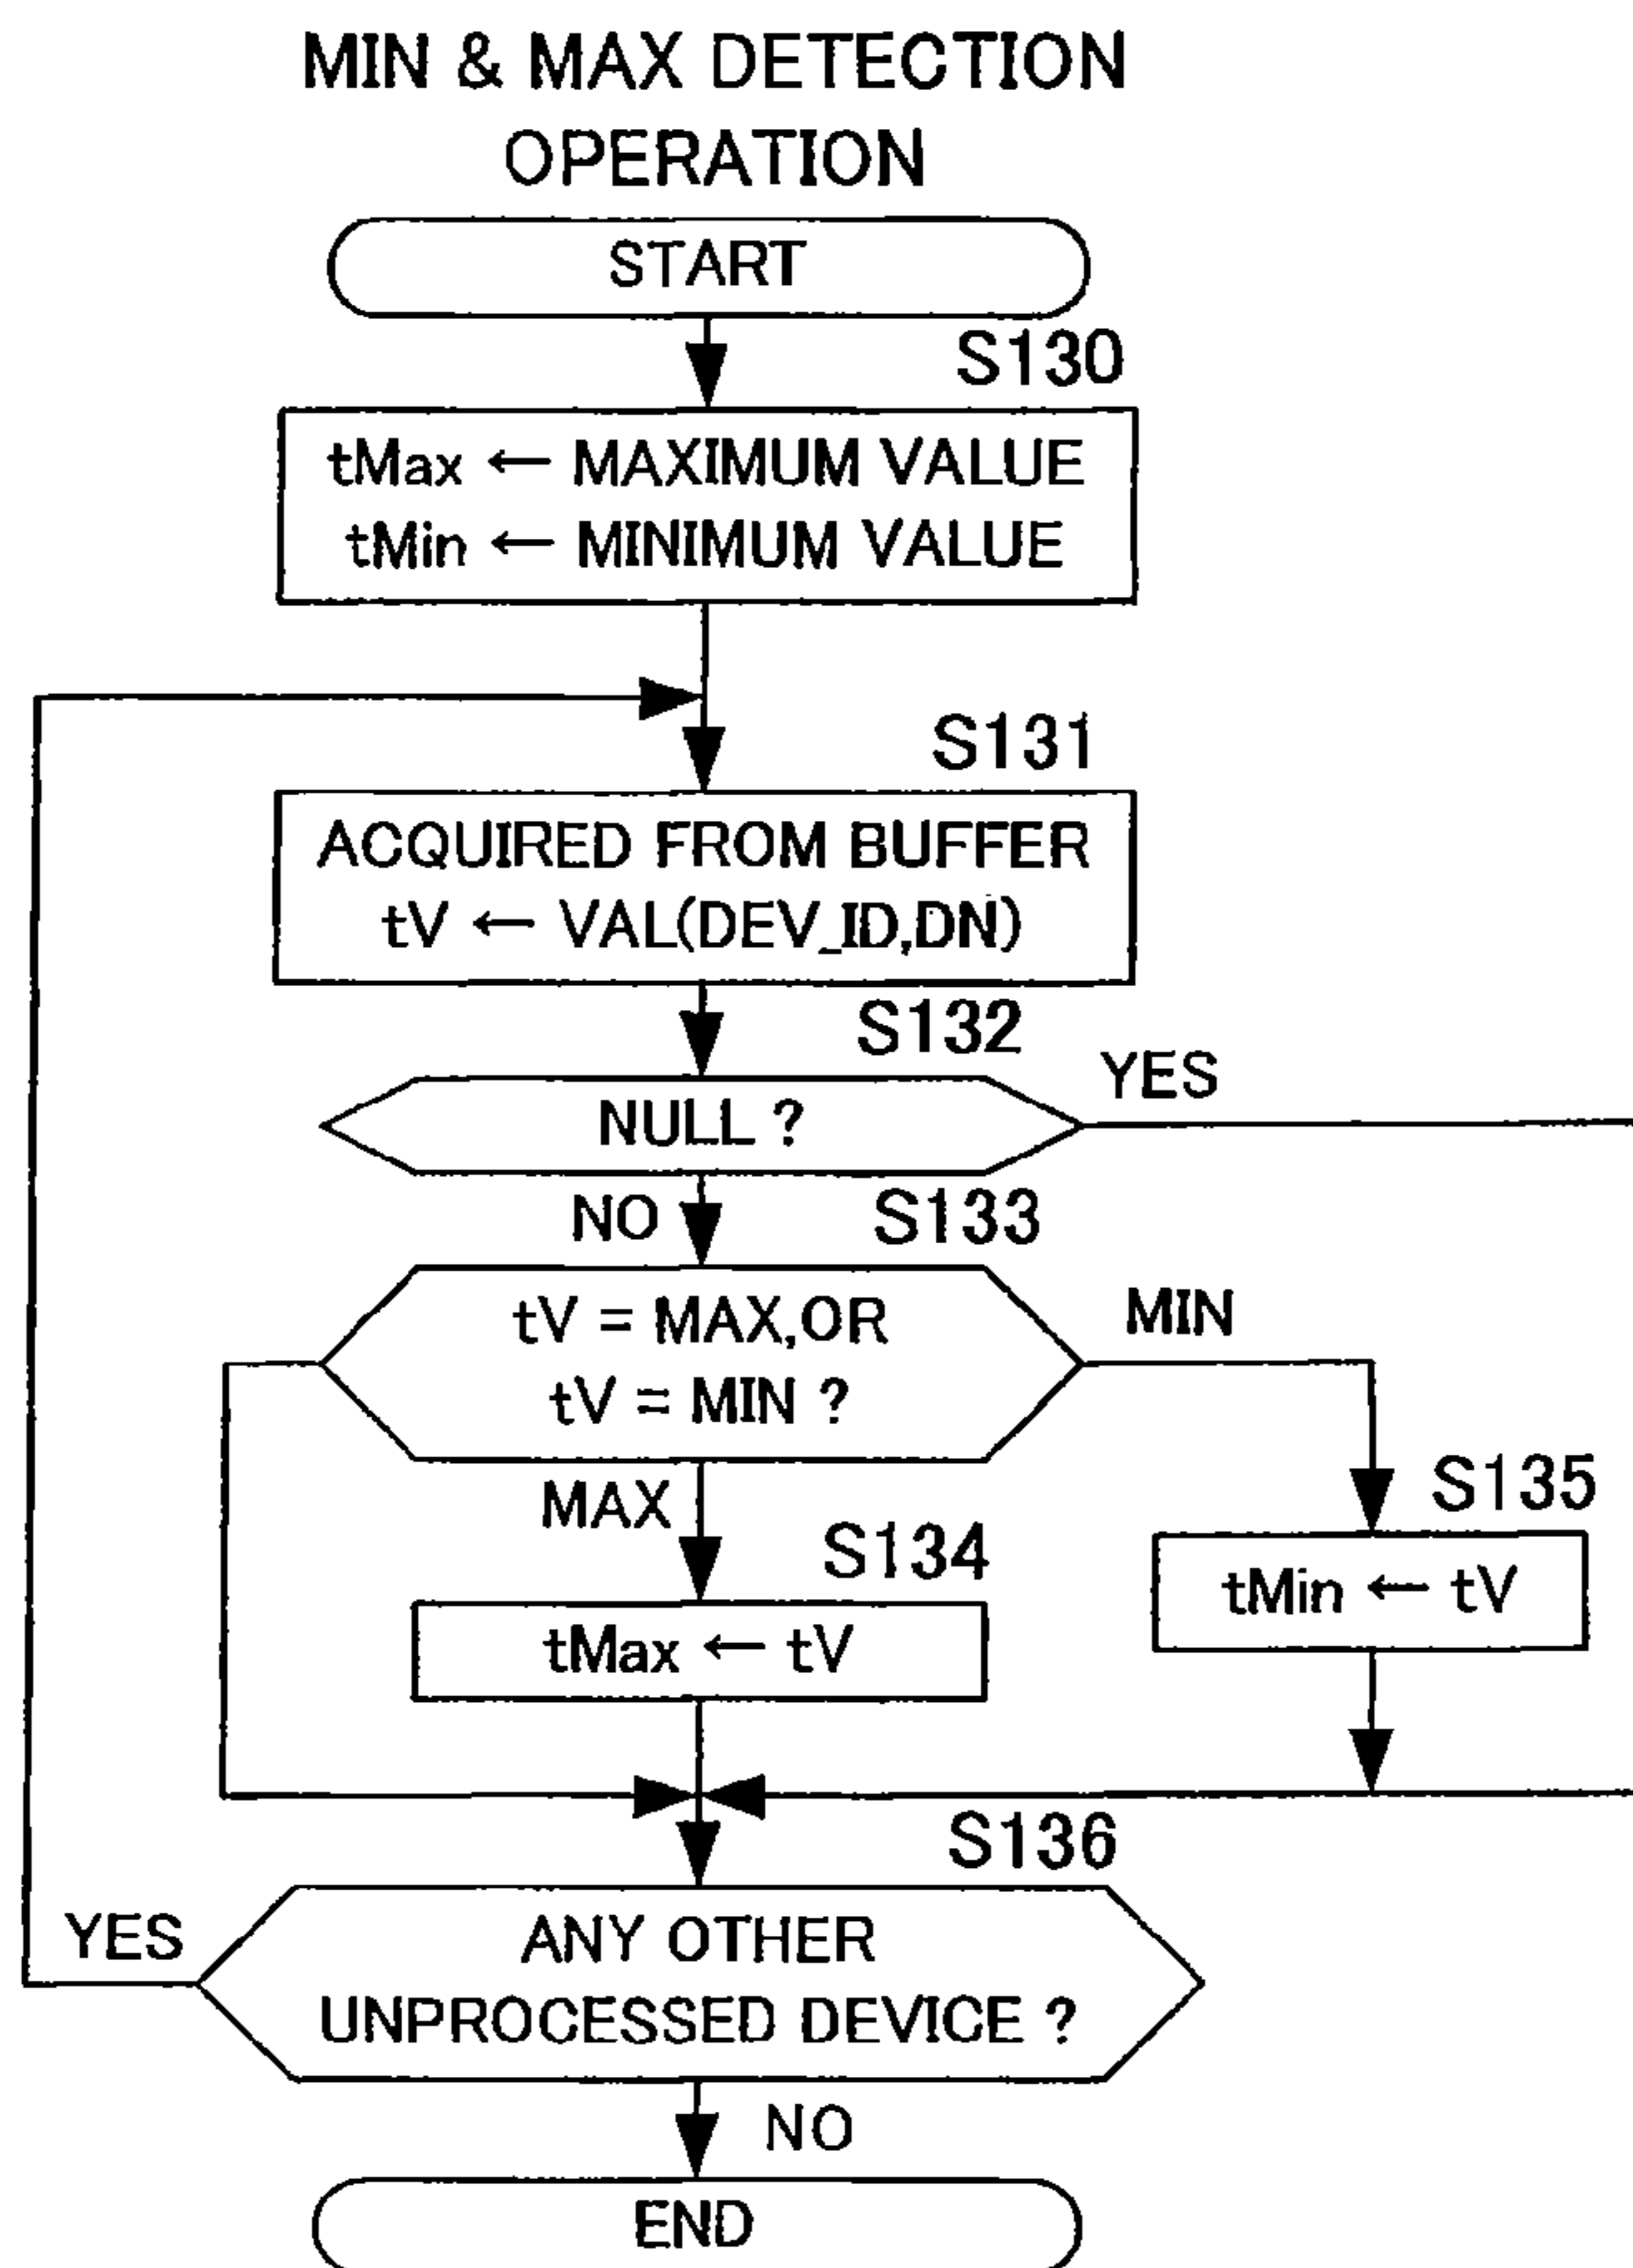 MIN & MAX DETECTION
OPERATION
START
S130
tMax ← MAXIMUM VALUE
tMin ← MINIMUM VALUE
S131
ACQUIRED FROM BUFFER
tV ← VAL(DEV_ID,DN)
S132
YES
NULL ?
NO
S133
tV = MAX,OR
tV = MIN ?
MIN
MAX
S135
S134
tMin ← tV
tMax ← tV
S136
YES
ANY OTHER
UNPROCESSED DEVICE ?
NO
END